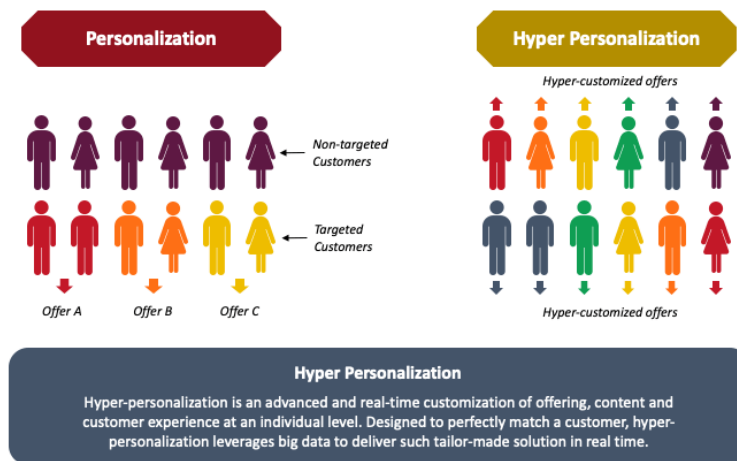 Personalization
Hyper Personalization
Hyper-customized offers
Non-targeted
Customers
Targeted
Customers
Offer A
Offer B
Offer C
Hyper-customized offers
Hyper Personalization
Hyper-personalization is an advanced and real-time customization of offering, content and
customer experience at an individual level. Designed to perfectly match a customer, hyper-
personalization leverages big data to deliver such tailor-made solution in real time.